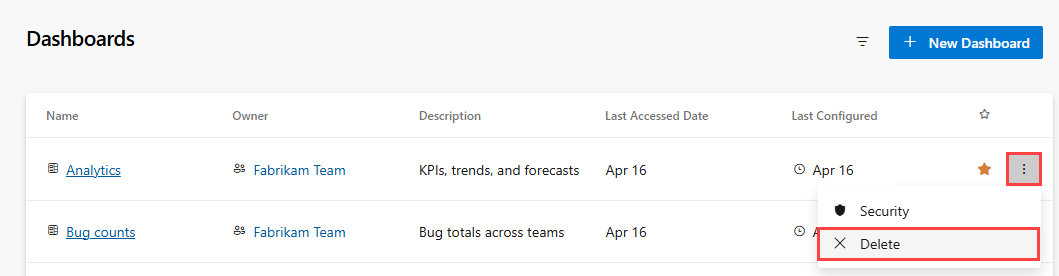 Dashboards
+ New Dashboard
Name Owner Description Last Accessed Date Last Configured
Analytics Fabrikam Team KPIs, trends, and forecasts Apr 16 Apr 16
Security
Bug counts Fabrikam Team Bug totals across teams Apr 16
Delete